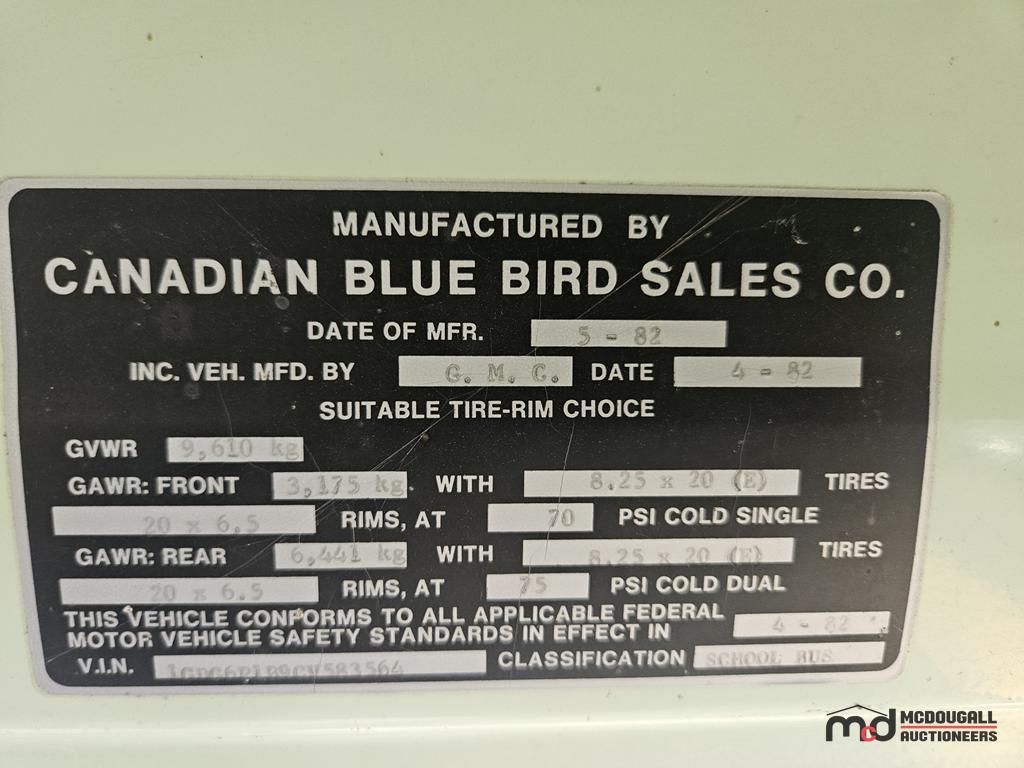 MANUFACTURED BY
CANADIAN BLUE BIRD SALES CO.
DATE OF MFR. 5 - 82
INC. VEH. MFD. BY G. M. C. DATE 4 - 82
SUITABLE TIRE-RIM CHOICE
GVWR 9,610 kg
GAWR: FRONT 3,175 kg. WITH 8.25 x 20 (E) TIRES
20 x 6.5 RIMS, AT 70 PSI COLD SINGLE
GAWR: REAR 6,441 kg WITH 8.25 x 20 (E) TIRES
20 x 6.5 RIMS, AT 75 PSI COLD DUAL
THIS VEHICLE CONFORMS TO ALL APPLICABLE FEDERAL
MOTOR VEHICLE SAFETY STANDARDS IN EFFECT IN 4 - 82
V.I.N. CLASSIFICATION SCHOOL BUS
mcd MCDOUGALL
AUCTIONEERS